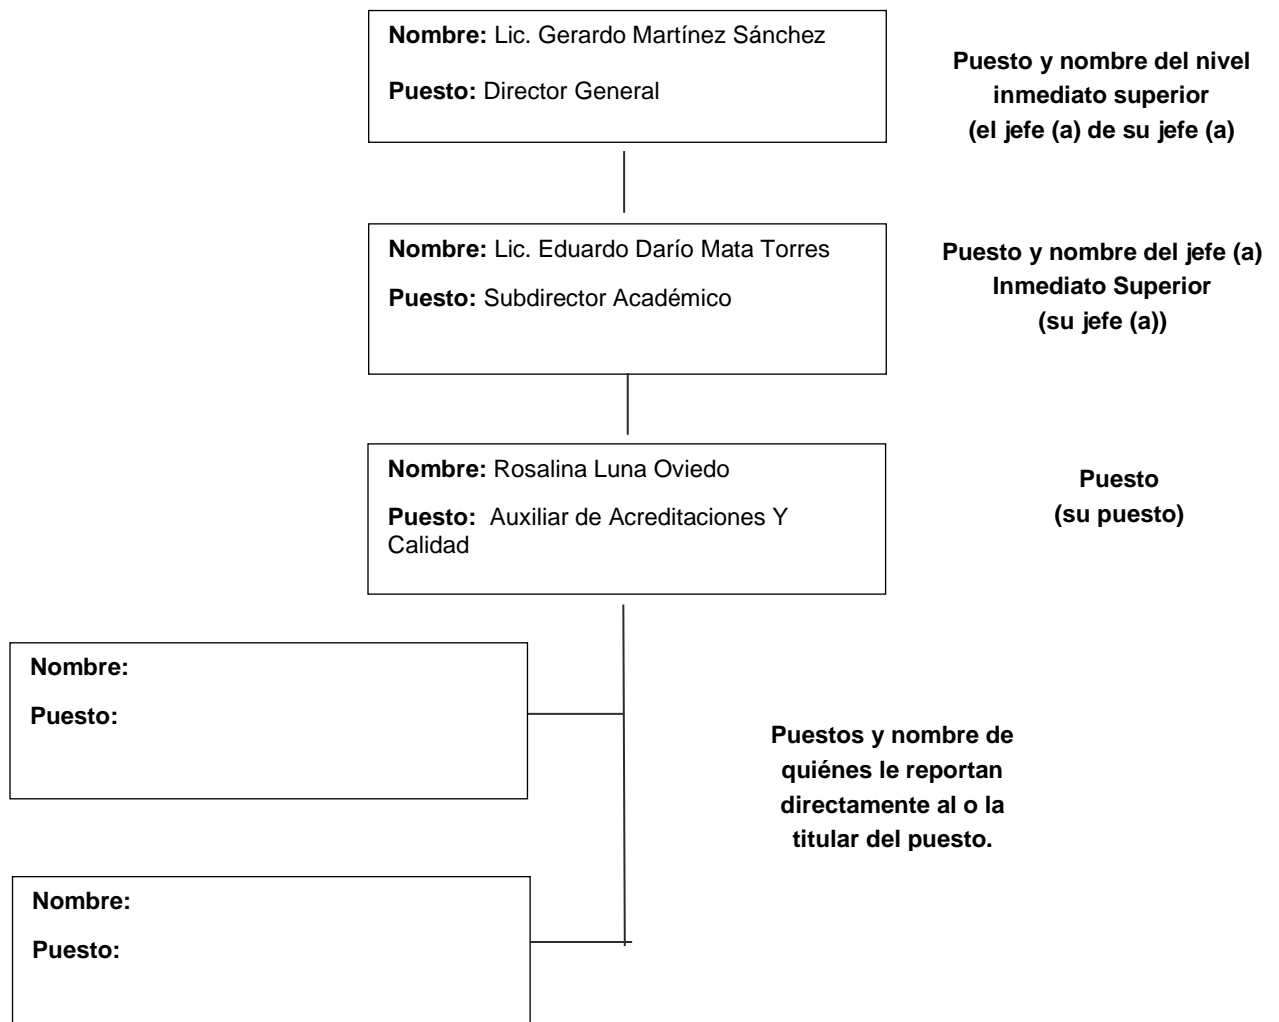 Nombre: Lic. Gerardo Martínez Sánchez
Puesto: Director General
Puesto y nombre del nivel
inmediato superior
(el jefe (a) de su jefe (a)
Nombre: Lic. Eduardo Darío Mata Torres
Puesto: Subdirector Académico
Puesto y nombre del jefe (a)
Inmediato Superior
(su jefe (a))
Nombre: Rosalina Luna Oviedo
Puesto: Auxiliar de Acreditaciones Y
Calidad
Puesto
(su puesto)
Nombre:
Puesto:
Puestos y nombre de
quiénes le reportan
directamente al o la
titular del puesto.
Nombre:
Puesto: